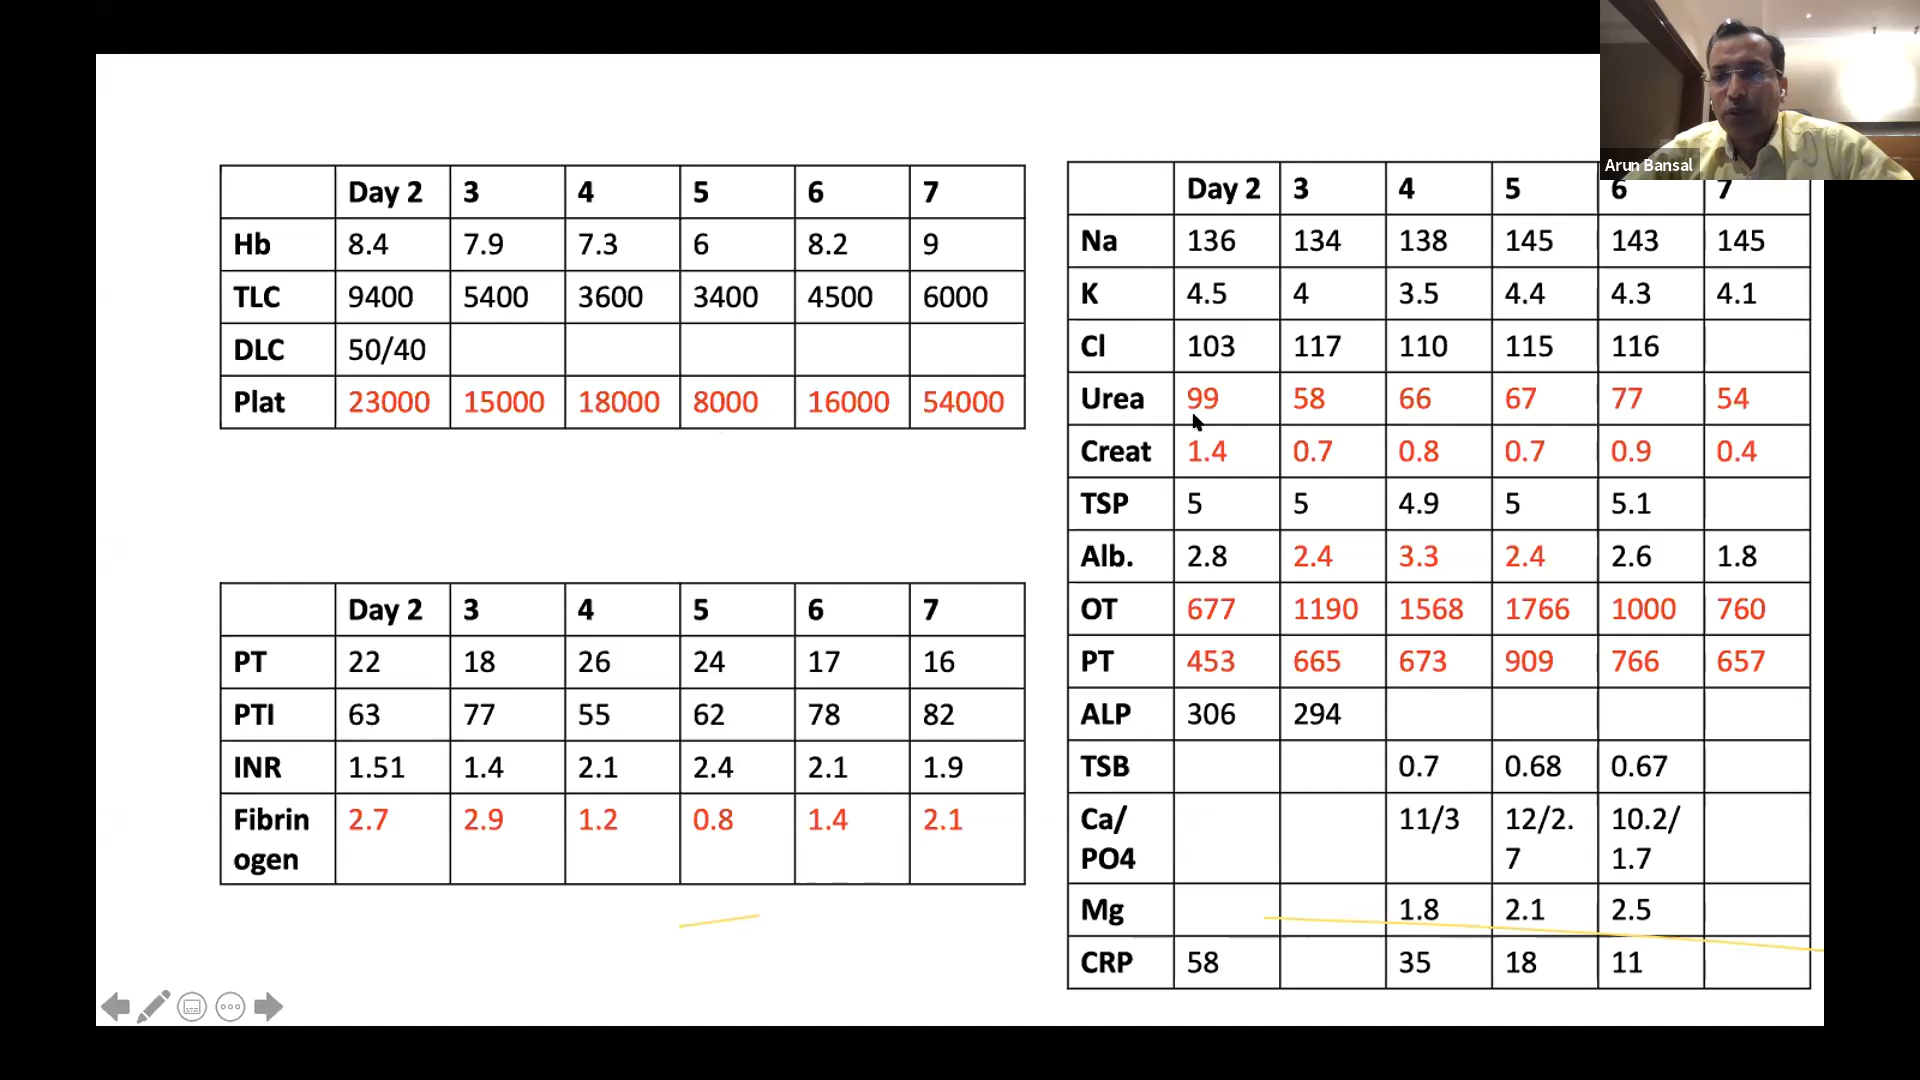 Arun Bansal
Day 2 3 4 5 6 7
Hb 8.4 7.9 7.3 6 8.2 9
TLC 9400 5400 3600 3400 4500 6000
DLC 50/40
Plat 23000 15000 18000 8000 16000 54000
Day 2 3 4 5 6 7
PT 22 18 26 24 17 16
PTI 63 77 55 62 78 82
INR 1.51 1.4 2.1 2.4 2.1 1.9
Fibrin 2.7 2.9 1.2 0.8 1.4 2.1
ogen
Day 2 3 4 5 6 7
Na 136 134 138 145 143 145
K 4.5 4 3.5 4.4 4.3 4.1
Cl 103 117 110 115 116
Urea 99 58 66 67 77 54
Creat 1.4 0.7 0.8 0.7 0.9 0.4
TSP 5 5 4.9 5 5.1
Alb. 2.8 2.4 3.3 2.4 2.6 1.8
OT 677 1190 1568 1766 1000 760
PT 453 665 673 909 766 657
ALP 306 294
TSB 0.7 0.68 0.67
Ca/ 11/3 12/2. 10.2/
PO4 7 1.7
Mg 1.8 2.1 2.5
CRP 58 35 18 11